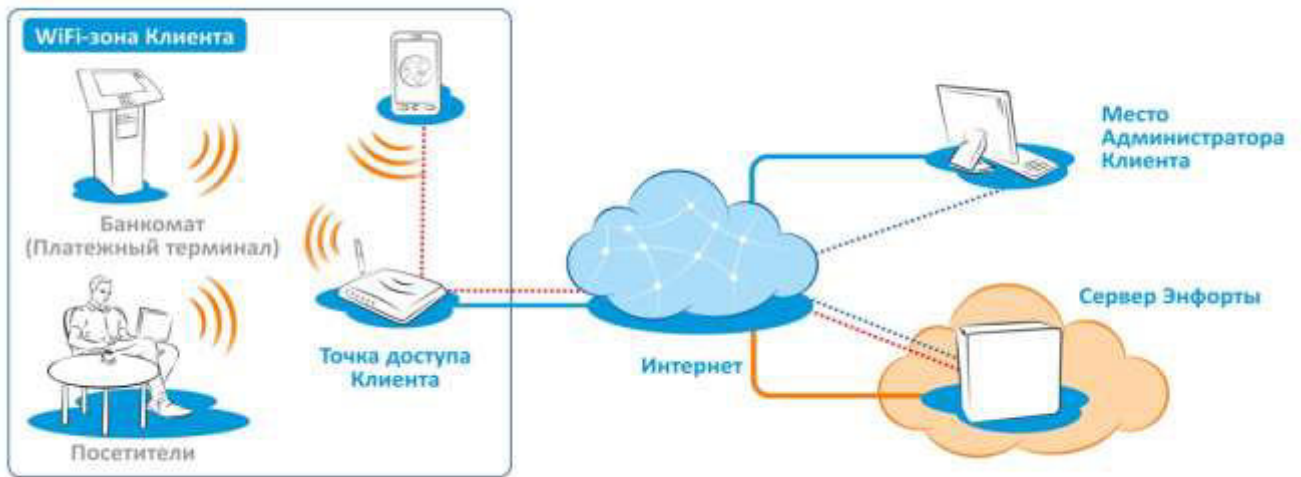 WiFi-зона Клиента
Банкомат
(Платежный терминал)
Посетители
Точка доступа
Клиента
Интернет
Место
Администратора
Клиента
Сервер Энфорты